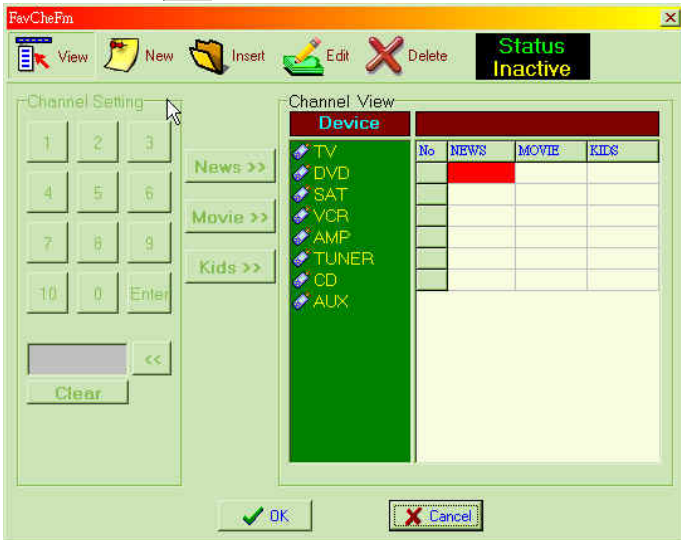 FavCheFm
View New Insert Edit Delete
Status
Inactive
Channel Setting
1 2 3
4 5 6
7 8 9
10 0 Enter
<<
Clear
News >>
Movie >>
Kids >>
Channel View
Device
TV
DVD
SAT
VCR
AMP
TUNER
CD
AUX
No NEWS MOVIE KIDS
OK Cancel